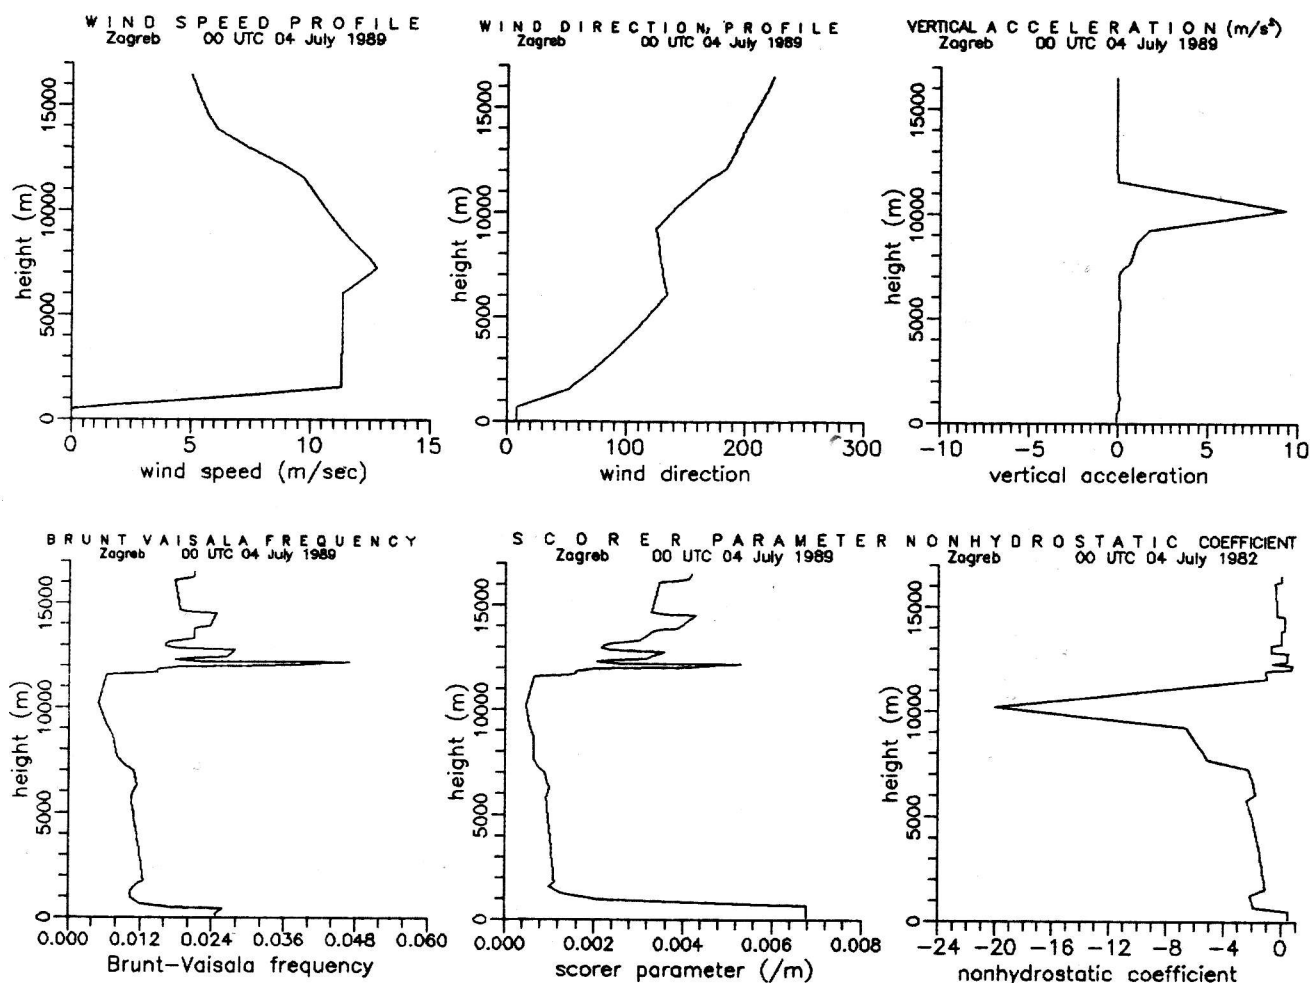 WIND SPEED PROFILE
Zagreb 00 UTC 04 July 1989
height (m)
15000
10000
5000
0
0 5 10 15
wind speed (m/sec)
WIND DIRECTION, PROFILE
Zagreb 00 UTC 04 July 1989
height (m)
15000
10000
5000
0
0 100 200 300
wind direction
VERTICAL ACCELERATION (m/s²)
Zagreb 00 UTC 04 July 1989
height (m)
15000
10000
5000
0
-10 -5 0 5 10
vertical acceleration
BRUNT VAISALA FREQUENCY
Zagreb 00 UTC 04 July 1989
height (m)
15000
10000
5000
0
0.000 0.012 0.024 0.036 0.048 0.060
Brunt-Vaisala frequency
SCORER PARAMETER
Zagreb 00 UTC 04 July 1989
height (m)
15000
10000
5000
0
0.000 0.002 0.004 0.006 0.008
scorer parameter (/m)
NONHYDROSTATIC COEFFICIENT
Zagreb 00 UTC 04 July 1982
height (m)
15000
10000
5000
0
-24 -20 -16 -12 -8 -4 0
nonhydrostatic coefficient